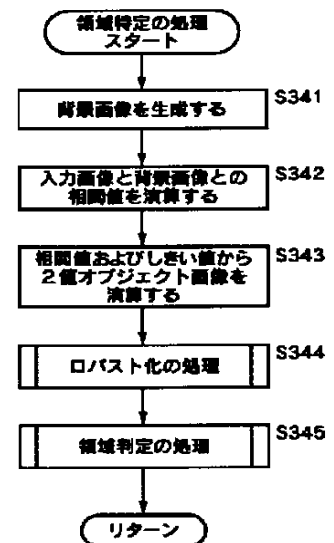 領域特定の処理
スタート
背景画像を生成する
S341
入力画像と背景画像との
相関値を演算する
S342
相関値およびしきい値から
2値オブジェクト画像を
演算する
S343
ロバスト化の処理
S344
領域判定の処理
S345
リターン